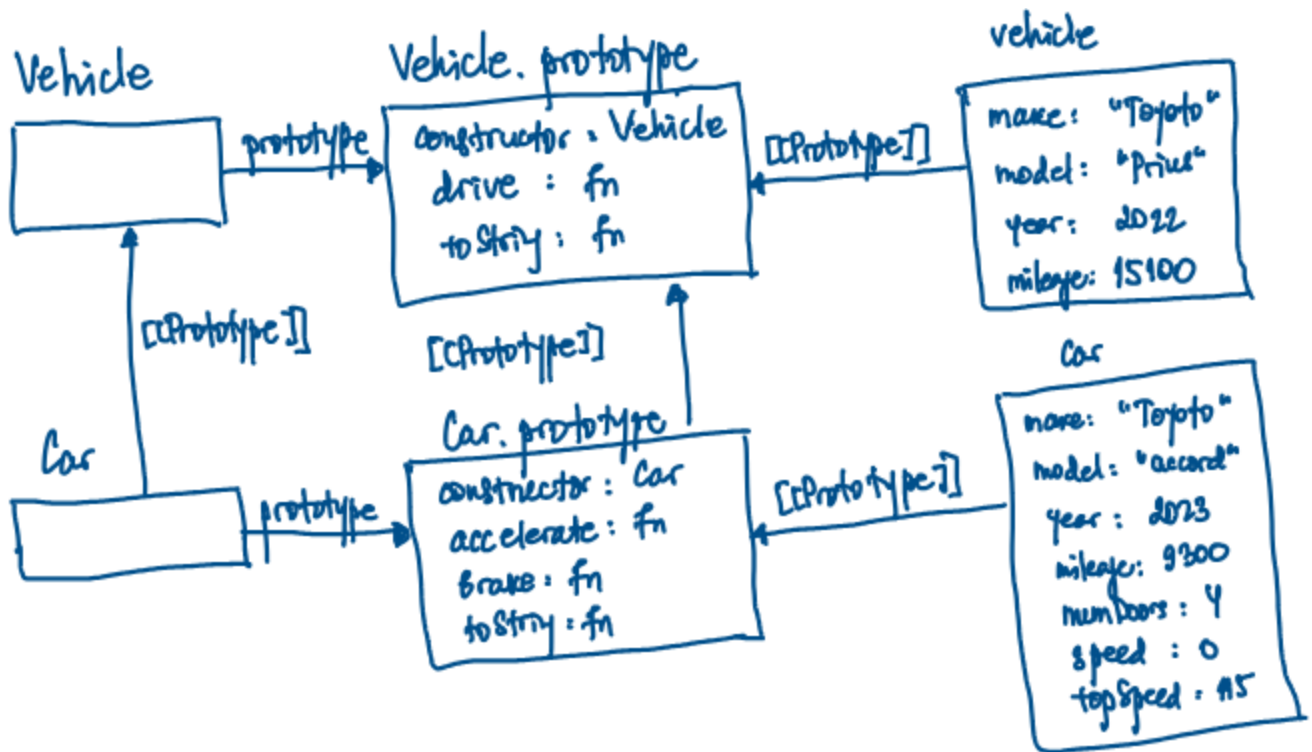 Vehicle
prototype
Vehicle.prototype
constructor: Vehicle
drive: fn
toString: fn
[[Prototype]]
vehicle
make: "Toyoto"
model: "Prius"
year: 2022
mileage: 15100
[[Prototype]]
[[Prototype]]
Car
prototype
Car.prototype
constructor: Car
accelerate: fn
brake: fn
toString: fn
[[Prototype]]
Car
make: "Toyoto"
model: "accord"
year: 2023
mileage: 9300
numDoors: 4
speed: 0
topSpeed: 115